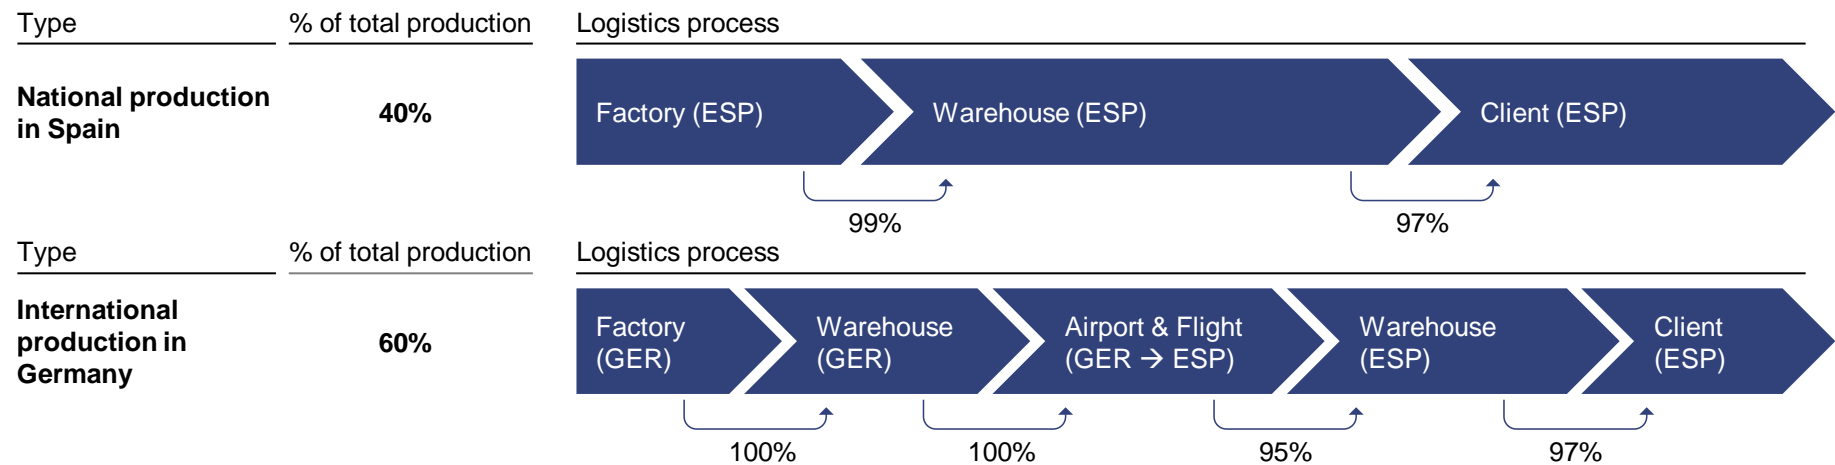 Type
% of total production
Logistics process
National production
in Spain
40%
Factory (ESP)
Warehouse (ESP)
Client (ESP)
99%
97%
Type
% of total production
Logistics process
International
production in
Germany
60%
Factory
(GER)
Warehouse
(GER)
Airport & Flight
(GER → ESP)
Warehouse
(ESP)
Client
(ESP)
100%
100%
95%
97%